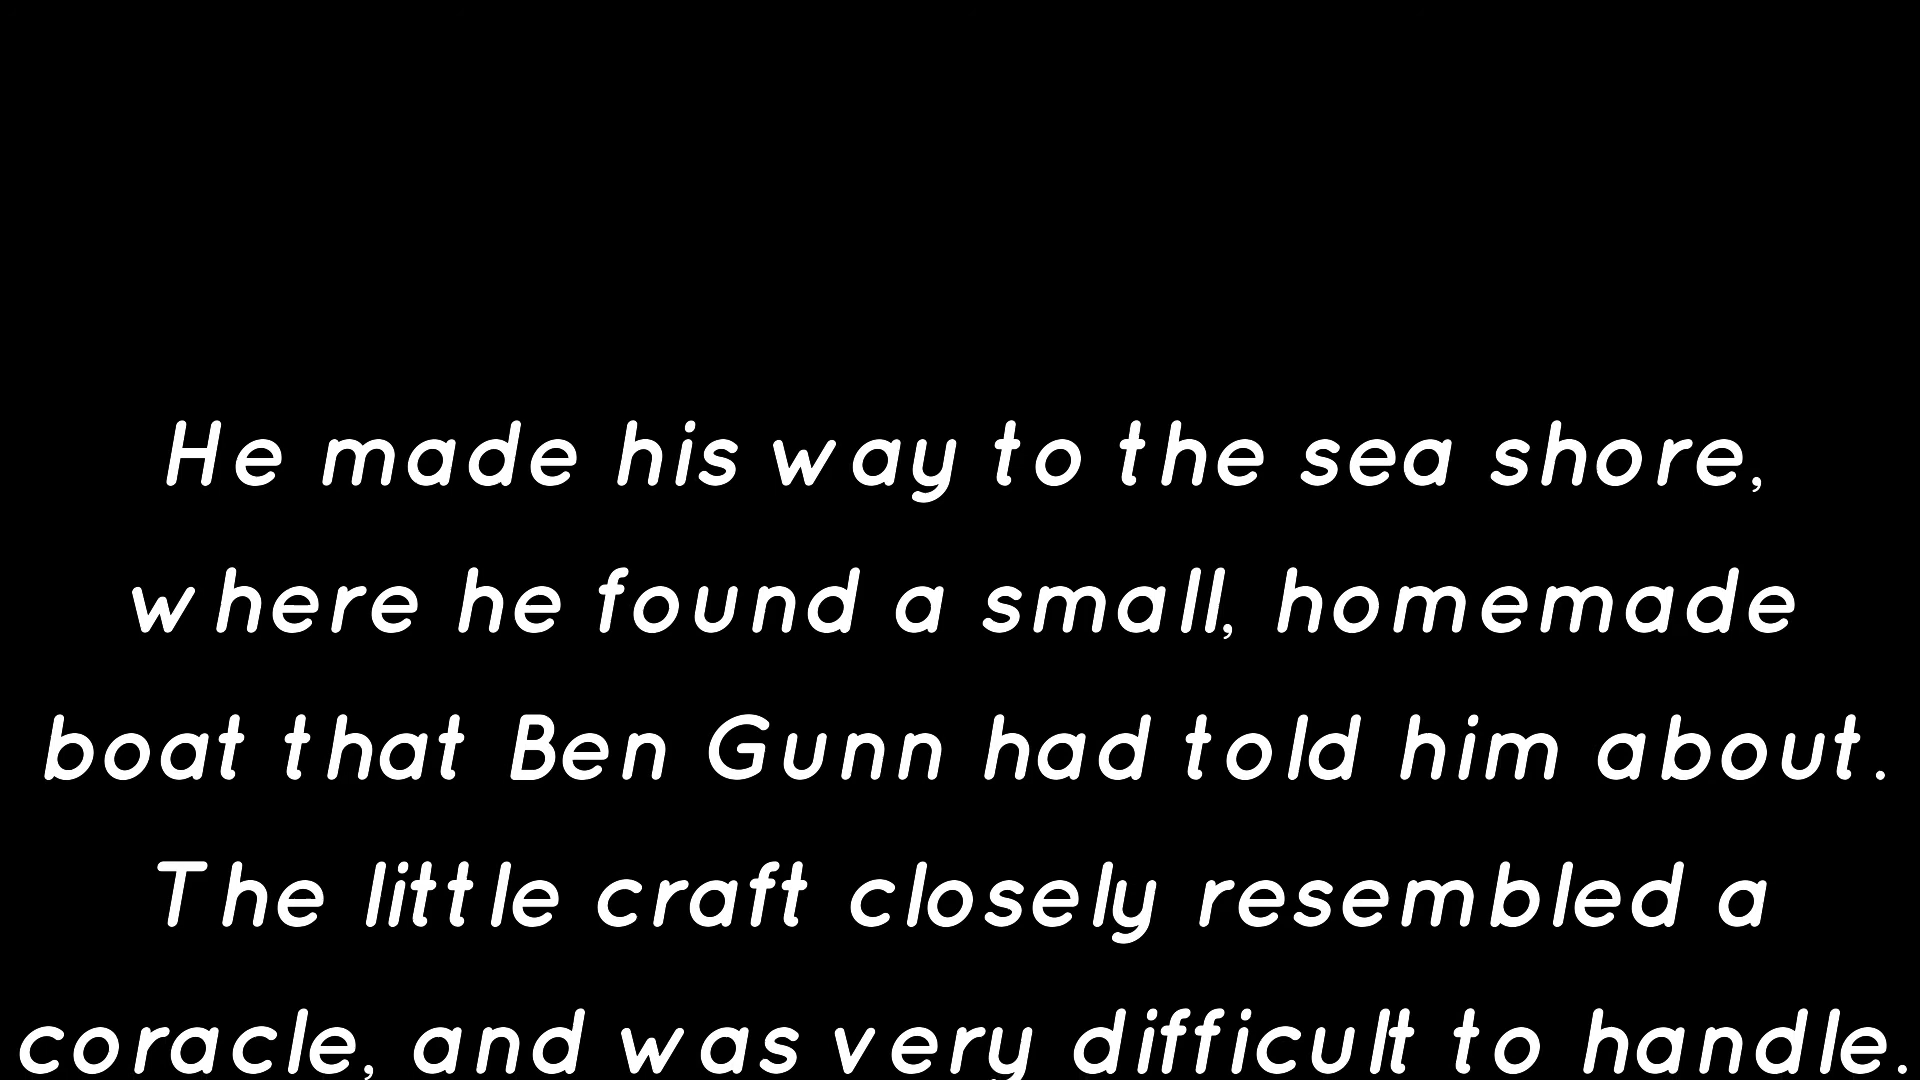 He made his way to the sea shore,
where he found a small, homemade
boat that Ben Gunn had told him about.
The little craft closely resembled a
coracle, and was very difficult to handle.